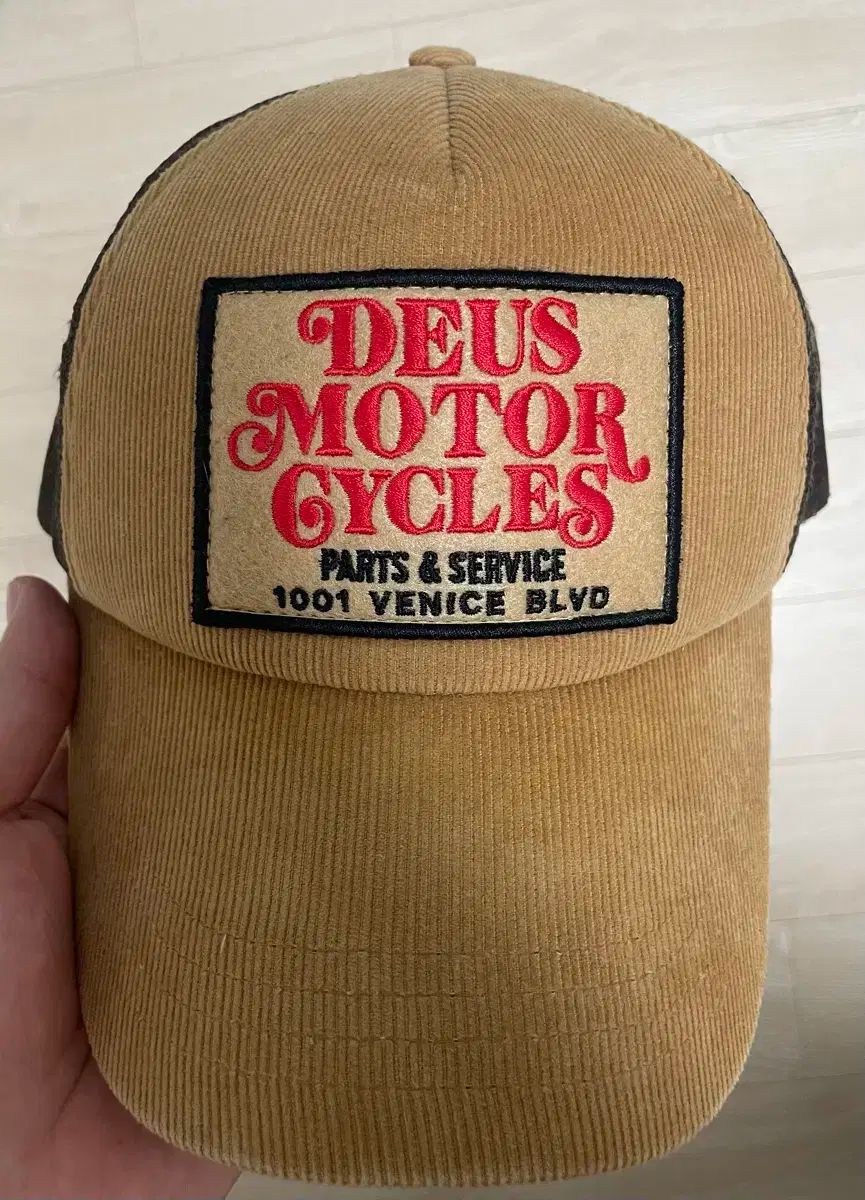 DEUS
MOTOR
CYCLES
PARTS & SERVICE
1001 VENICE BLVD